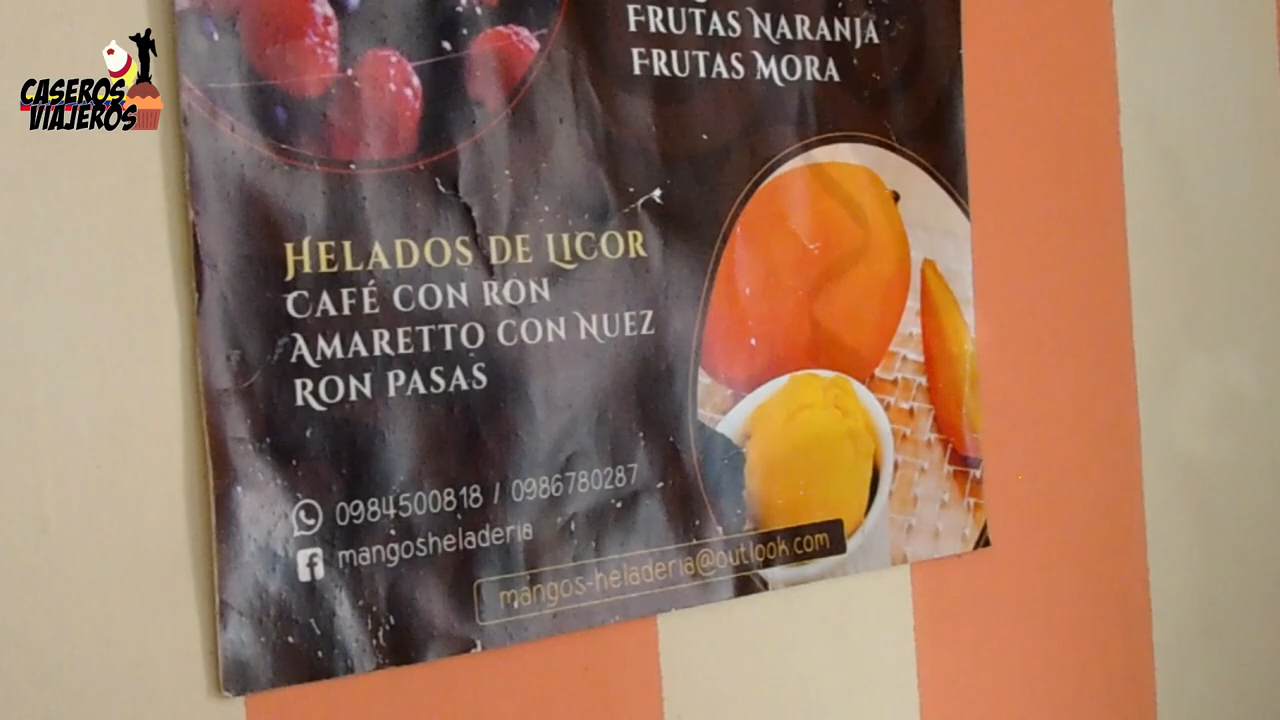 CASEROS
VIAJEROS
FRUTAS NARANJA
FRUTAS MORA
HELADOS DE LICOR
CAFÉ CON RON
AMARETTO CON NUEZ
RON PASAS
0984500818 / 0986780287
mangosheladeria
mangos-heladeria@outlook.com